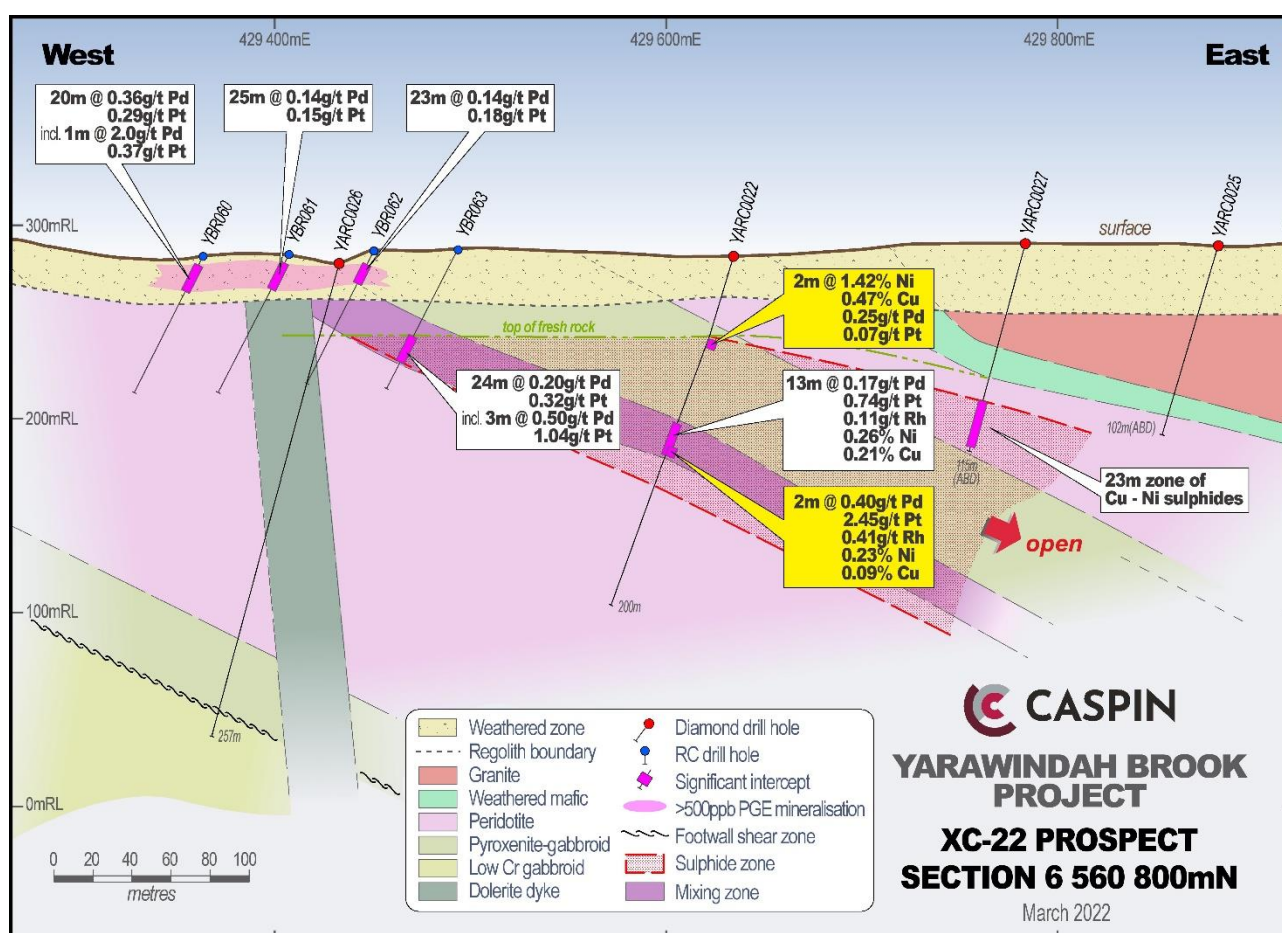 429 400mE
429 600mE
429 800mE
West
East
20m @ 0.36g/t Pd
0.29g/t Pt
incl. 1m @ 2.0g/t Pd
0.37g/t Pt
25m @ 0.14g/t Pd
0.15g/t Pt
23m @ 0.14g/t Pd
0.18g/t Pt
YBR060
YBR061
YARC0026
YBR062
YBR063
YARC0022
YARC0027
YARC0025
300mRL
surface
2m @ 1.42% Ni
0.47% Cu
0.25g/t Pd
0.07g/t Pt
top of fresh rock
24m @ 0.20g/t Pd
0.32g/t Pt
incl. 3m @ 0.50g/t Pd
1.04g/t Pt
13m @ 0.17g/t Pd
0.74g/t Pt
0.11g/t Rh
0.26% Ni
0.21% Cu
200mRL
102m(ABD)
115m
(ABD)
23m zone of
Cu - Ni sulphides
2m @ 0.40g/t Pd
2.45g/t Pt
0.41g/t Rh
0.23% Ni
0.09% Cu
open
100mRL
200m
257m
0mRL
0 20 40 60 80 100
metres
Weathered zone
Regolith boundary
Granite
Weathered mafic
Peridotite
Pyroxenite-gabbroid
Low Cr gabbroid
Dolerite dyke
Diamond drill hole
RC drill hole
Significant intercept
>500ppb PGE mineralisation
Footwall shear zone
Sulphide zone
Mixing zone
CASPIN
YARAWINDAH BROOK
PROJECT
XC-22 PROSPECT
SECTION 6 560 800mN
March 2022